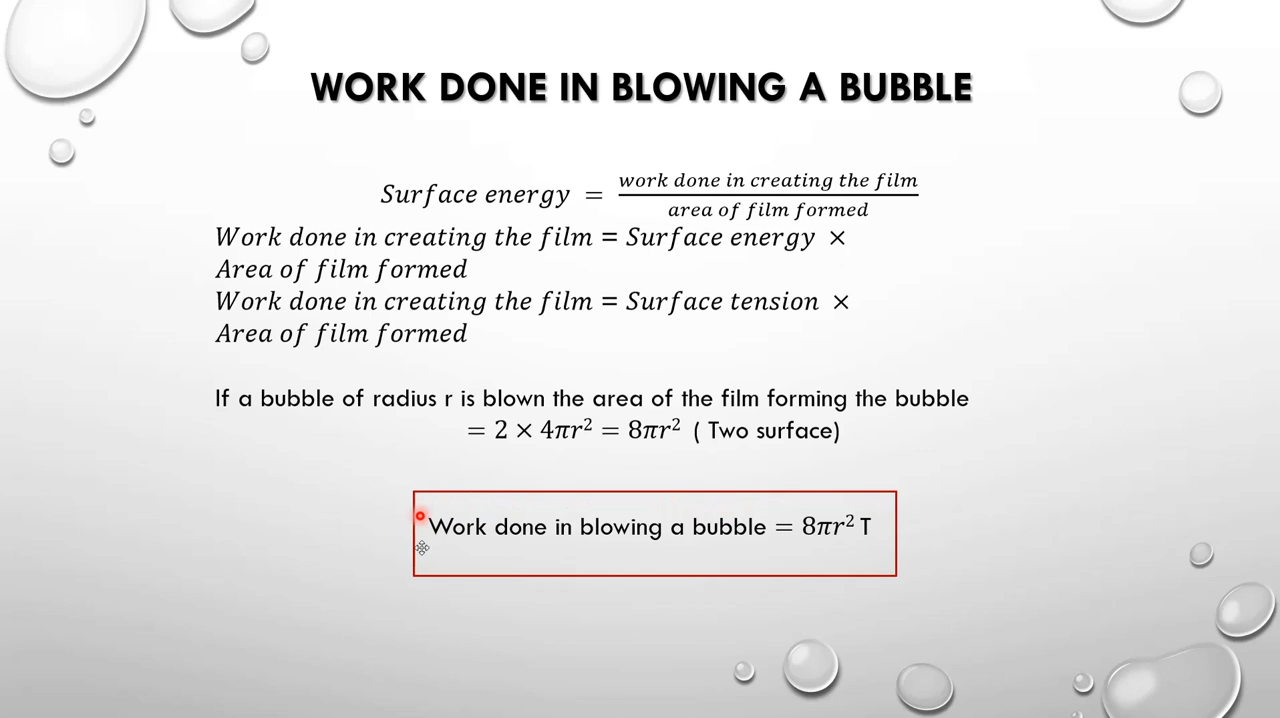 WORK DONE IN BLOWING A BUBBLE
Surface energy = work done in creating the film / area of film formed
Work done in creating the film = Surface energy ×
Area of film formed
Work done in creating the film = Surface tension ×
Area of film formed
If a bubble of radius r is blown the area of the film forming the bubble
= 2 × 4πr² = 8πr² ( Two surface)
Work done in blowing a bubble = 8πr² T